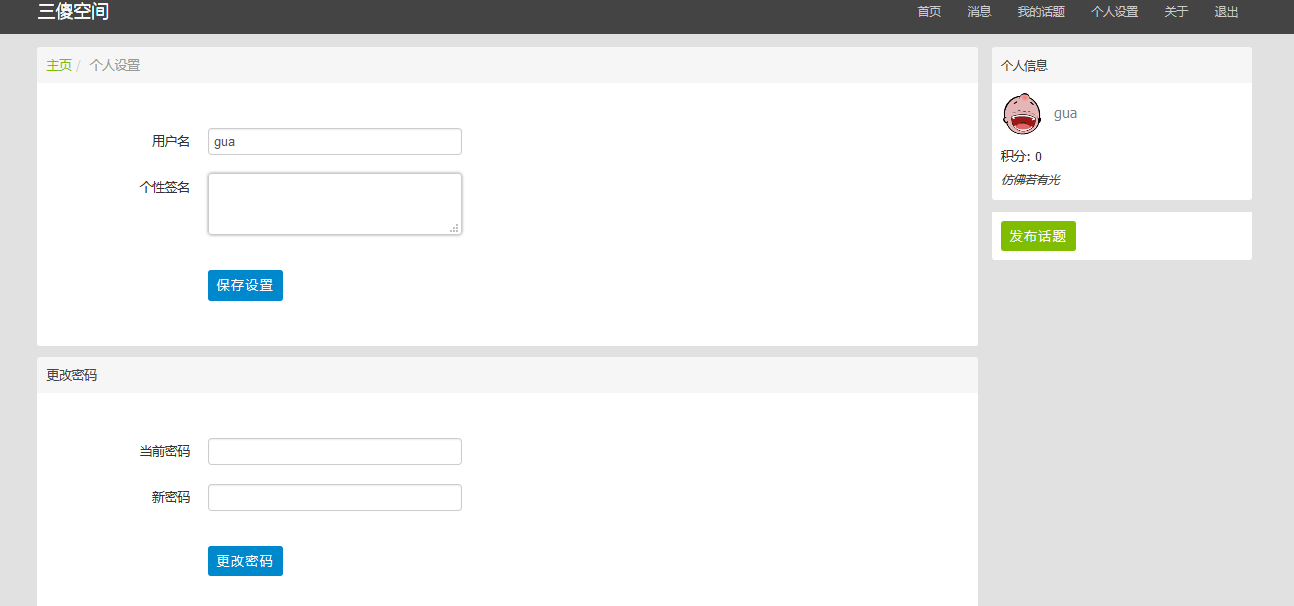 三傻空间
首页 消息 我的话题 个人设置 关于 退出
主页 / 个人设置
用户名 gua
个性签名
保存设置
更改密码
当前密码
新密码
更改密码
个人信息
gua
积分: 0
仿佛若有光
发布话题